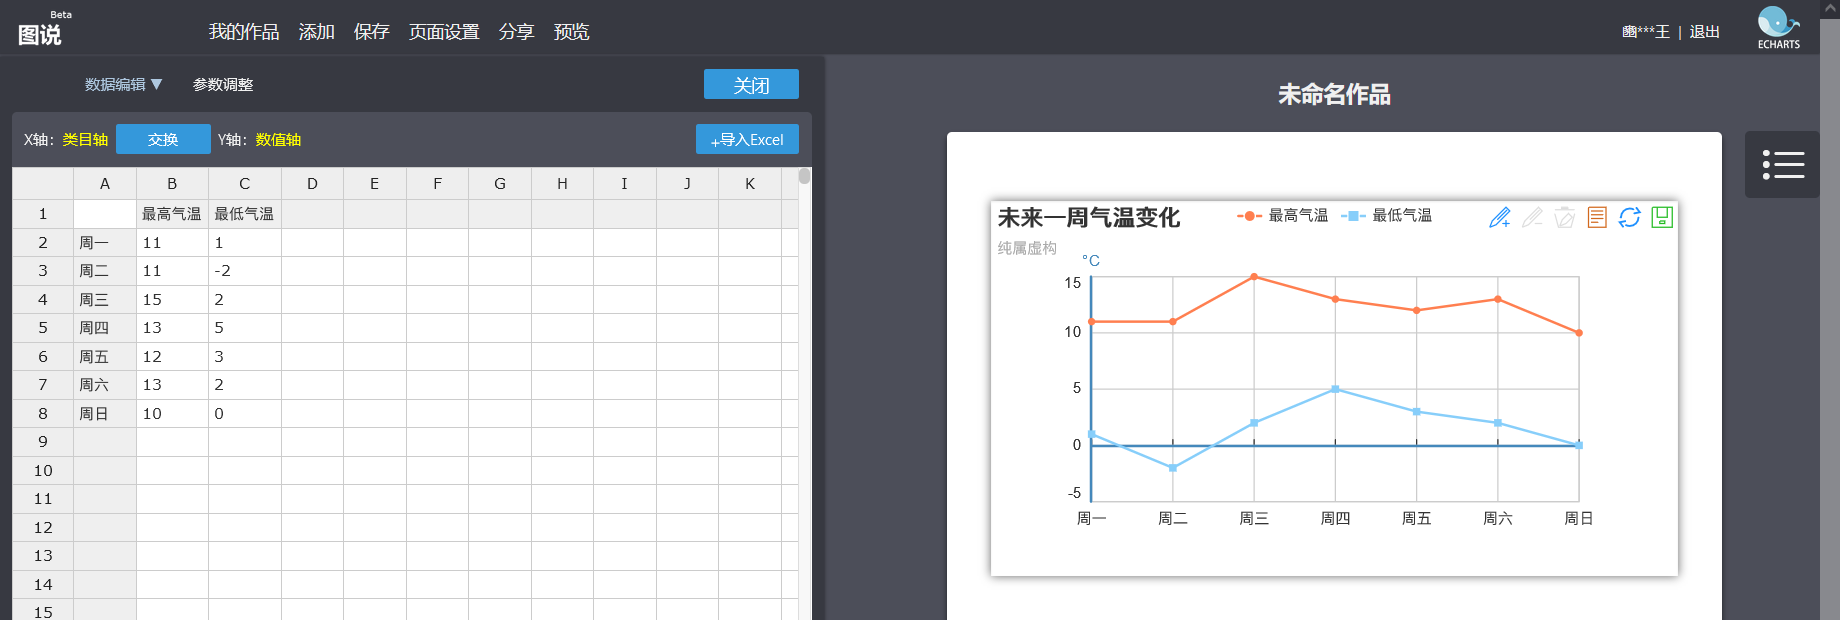 Beta
图说
我的作品 添加 保存 页面设置 分享 预览
王 | 退出
ECHARTS
数据编辑▼ 参数调整 关闭
X轴： 类目轴 交换 Y轴： 数值轴 +导入Excel
A B C D E F G H I J K
1 最高气温 最低气温
2 周一 11 1
3 周二 11 -2
4 周三 15 2
5 周四 13 5
6 周五 12 3
7 周六 13 2
8 周日 10 0
9
10
11
12
13
14
15
未命名作品
未来一周气温变化 最高气温 最低气温
纯属虚构
°C
15
10
5
0
-5
周一 周二 周三 周四 周五 周六 周日